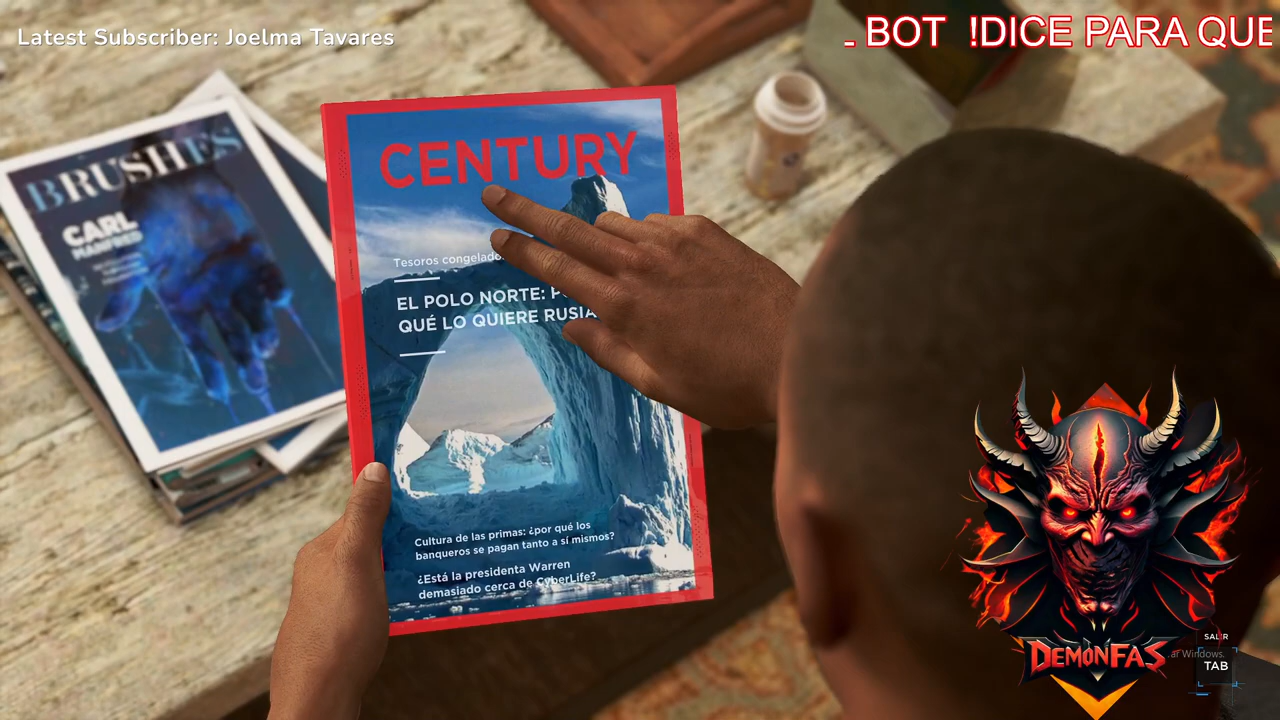 Latest Subscriber: Joelma Tavares
BOT !DICE PARA QUE
BRUSHES
CARL
MANFRED
CENTURY
Tesoros congelado
EL POLO NORTE: P
QUÉ LO QUIERE RUSIA
Cultura de las primas: ¿por qué los
banqueros se pagan tanto a sí mismos?
¿Está la presidenta Warren
demasiado cerca de CyberLife?
DEMONFAS
SALIR
ar Windows.
TAB